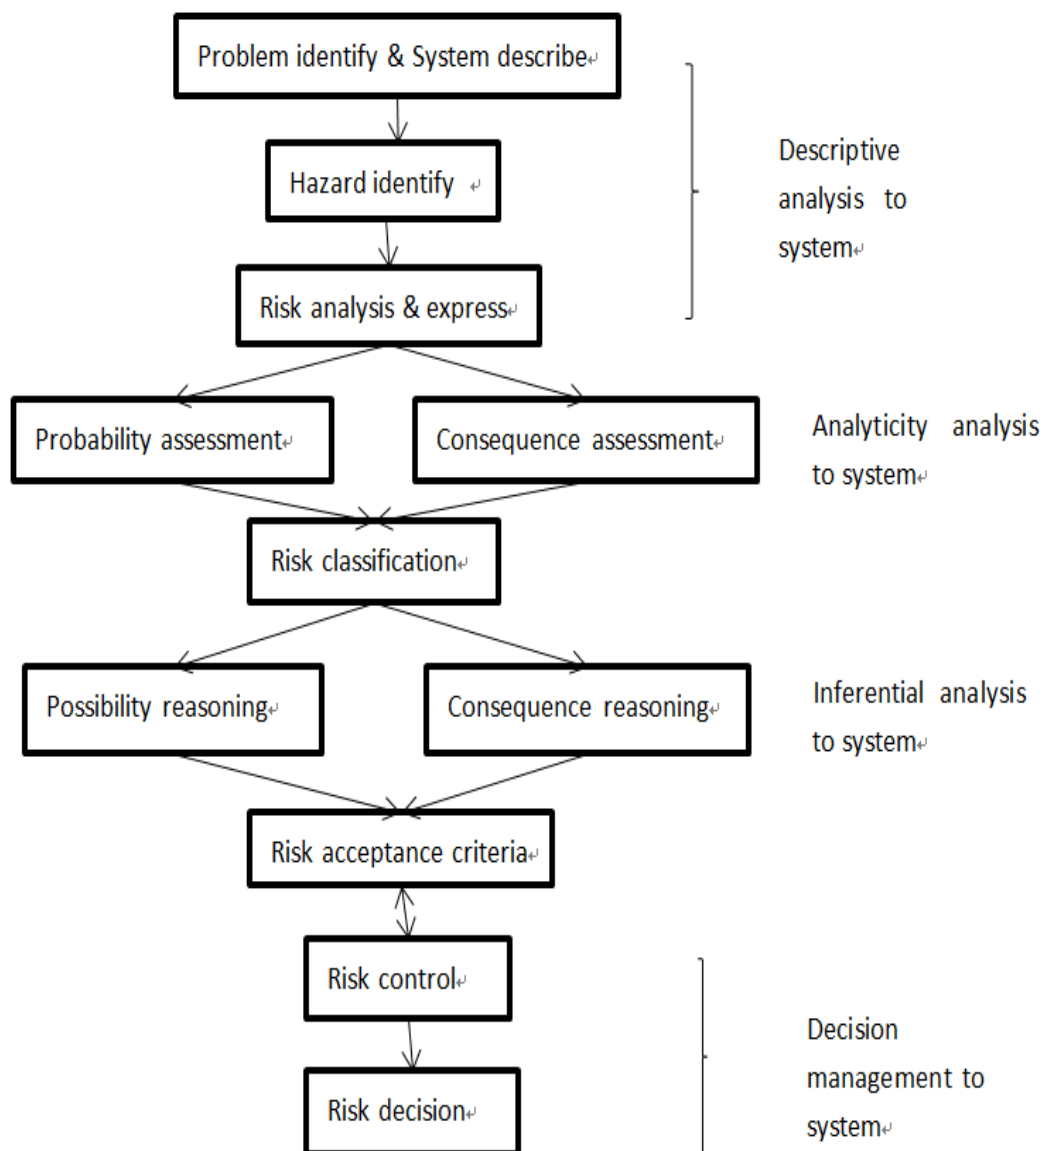 Problem identify & System describe↵
Hazard identify ↵
Descriptive
analysis to
system↵
Risk analysis & express↵
Probability assessment↵
Consequence assessment↵
Analyticity analysis
to system↵
Risk classification↵
Possibility reasoning↵
Consequence reasoning↵
Inferential analysis
to system↵
Risk acceptance criteria↵
Risk control↵
Decision
management to
system↵
Risk decision↵